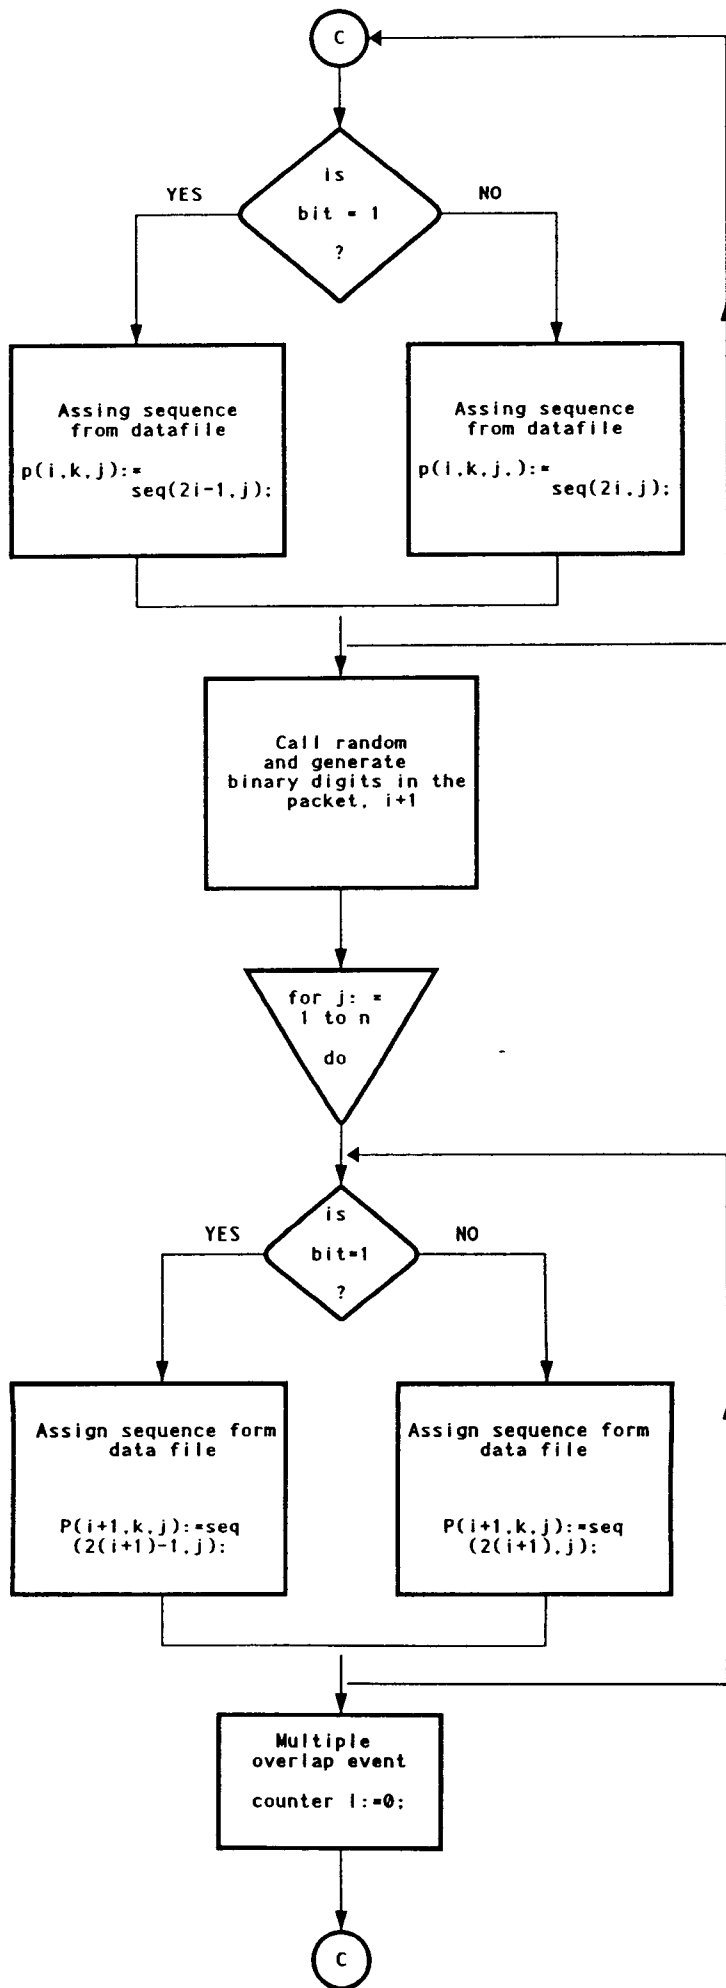 C
is
bit = 1
?
YES
NO
Assing sequence
from datafile
p(i,k,j):=
seq(2i-1,j);
Assing sequence
from datafile
p(i,k,j,):=
seq(2i,j);
Call random
and generate
binary digits in the
packet, i+1
for j: =
1 to n
do
is
bit=1
?
YES
NO
Assign sequence form
data file
P(i+1,k,j):=seq
(2(i+1)-1,j);
Assign sequence form
data file
P(i+1,k,j):=seq
(2(i+1),j);
Multiple
overlap event
counter l:=0;
C